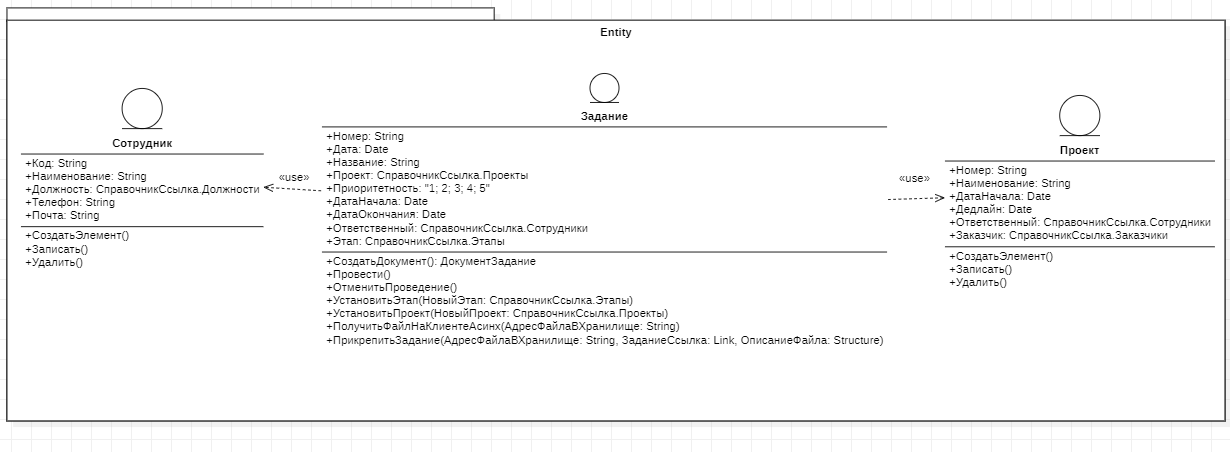 Entity
Сотрудник
+Код: String
+Наименование: String
+Должность: СправочникСсылка.Должности
+Телефон: String
+Почта: String
+СоздатьЭлемент()
+Записать()
+Удалить()
«use»
Задание
+Номер: String
+Дата: Date
+Название: String
+Проект: СправочникСсылка.Проекты
+Приоритетность: "1; 2; 3; 4; 5"
+ДатаНачала: Date
+ДатаОкончания: Date
+Ответственный: СправочникСсылка.Сотрудники
+Этап: СправочникСсылка.Этапы
+СоздатьДокумент(): ДокументЗадание
+Провести()
+ОтменитьПроведение()
+УстановитьЭтап(НовыйЭтап: СправочникСсылка.Этапы)
+УстановитьПроект(НовыйПроект: СправочникСсылка.Проекты)
+ПолучитьФайлНаКлиентеАсинх(АдресФайлаВХранилище: String)
+ПрикрепитьЗадание(АдресФайлаВХранилище: String, ЗаданиеСсылка: Link, ОписаниеФайла: Structure)
«use»
Проект
+Номер: String
+Наименование: String
+ДатаНачала: Date
+Дедлайн: Date
+Ответственный: СправочникСсылка.Сотрудники
+Заказчик: СправочникСсылка.Заказчики
+СоздатьЭлемент()
+Записать()
+Удалить()